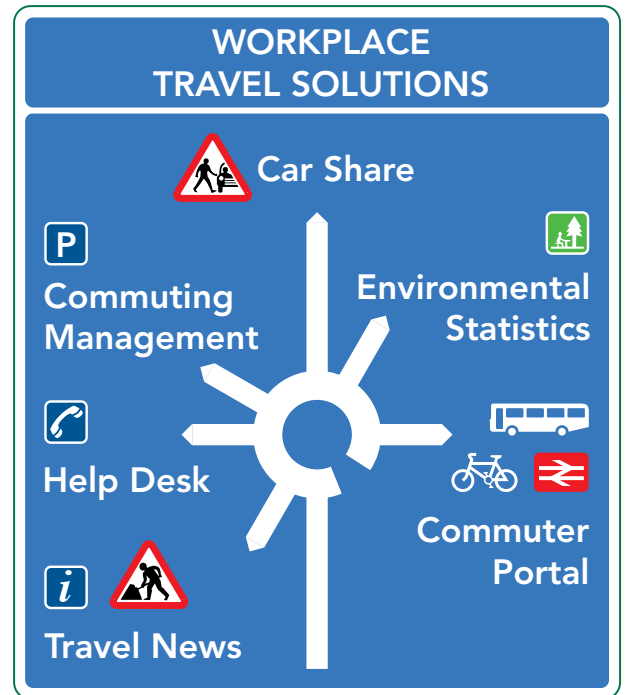 WORKPLACE
TRAVEL SOLUTIONS
Car Share
P
Commuting
Management
Environmental
Statistics
Help Desk
Commuter
Portal
i
Travel News